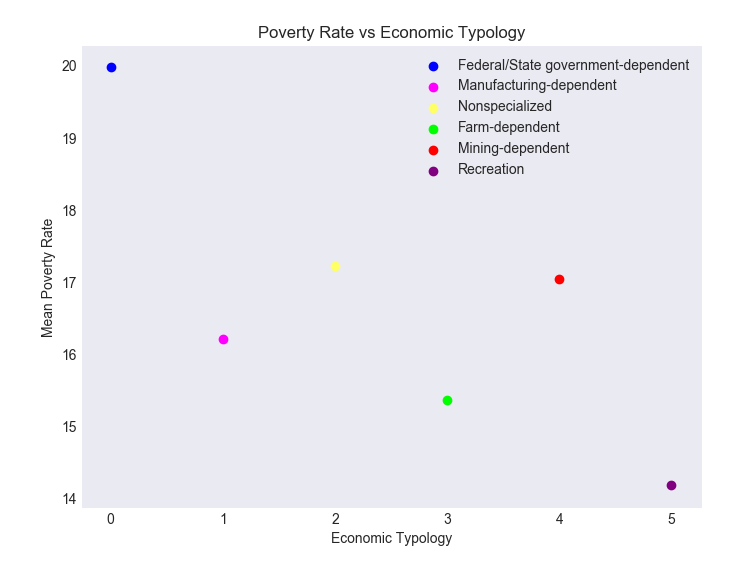 Poverty Rate vs Economic Typology
Federal/State government-dependent
Manufacturing-dependent
Nonspecialized
Farm-dependent
Mining-dependent
Recreation
Mean Poverty Rate
20
19
18
17
16
15
14
0 1 2 3 4 5
Economic Typology